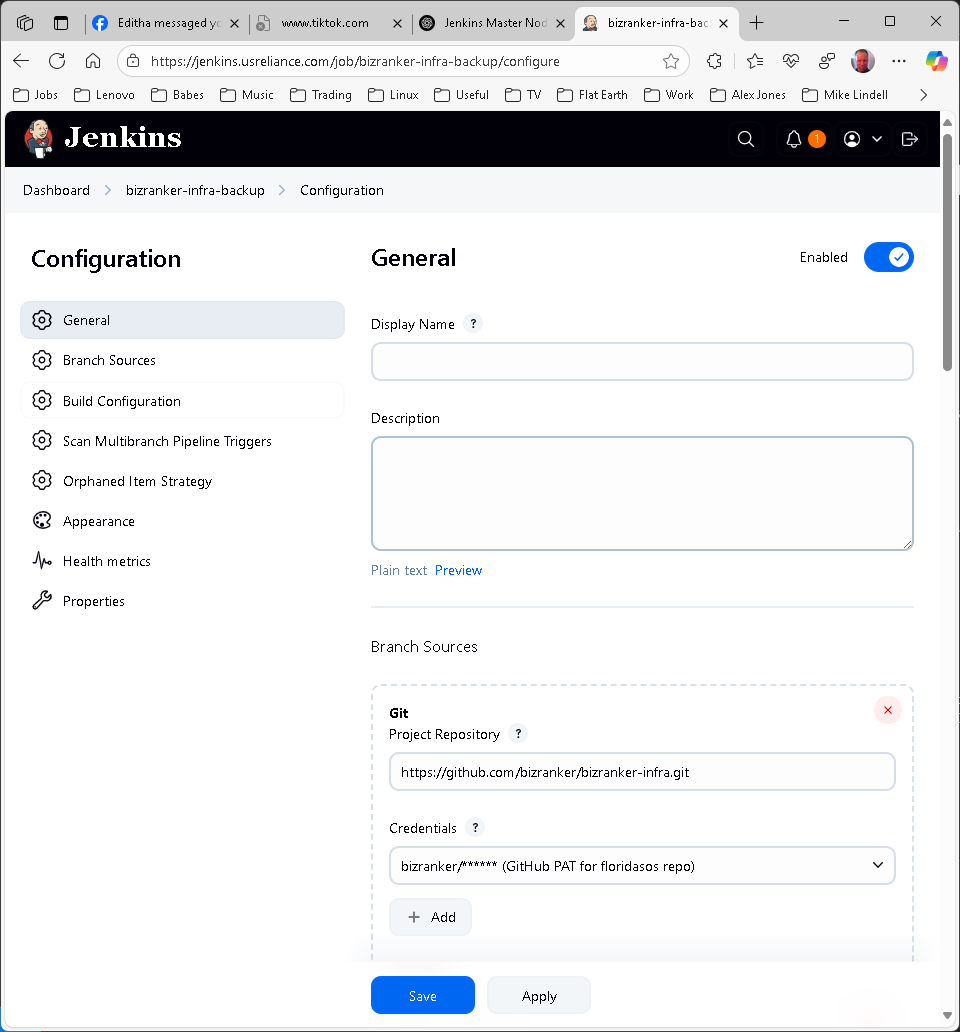 Editha messaged yo
www.tiktok.com
Jenkins Master Nod
bizranker-infra-bac
https://jenkins.usreliance.com/job/bizranker-infra-backup/configure
Jobs Lenovo Babes Music Trading Linux Useful TV Flat Earth Work Alex Jones Mike Lindell
Jenkins
1
Dashboard > bizranker-infra-backup > Configuration
Configuration
General
Branch Sources
Build Configuration
Scan Multibranch Pipeline Triggers
Orphaned Item Strategy
Appearance
Health metrics
Properties
General
Enabled
Display Name ?
Description
Plain text Preview
Branch Sources
Git
Project Repository ?
https://github.com/bizranker/bizranker-infra.git
Credentials ?
bizranker/****** (GitHub PAT for floridasos repo)
+ Add
Save Apply